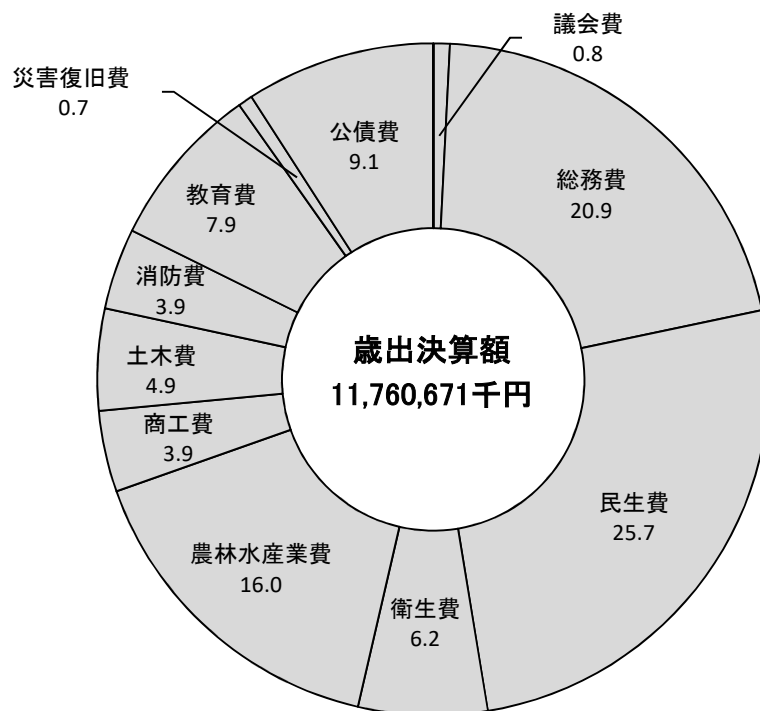 議会費
0.8
総務費
20.9
民生費
25.7
衛生費
6.2
農林水産業費
16.0
商工費
3.9
土木費
4.9
消防費
3.9
教育費
7.9
災害復旧費
0.7
公債費
9.1
歳出決算額
11,760,671千円